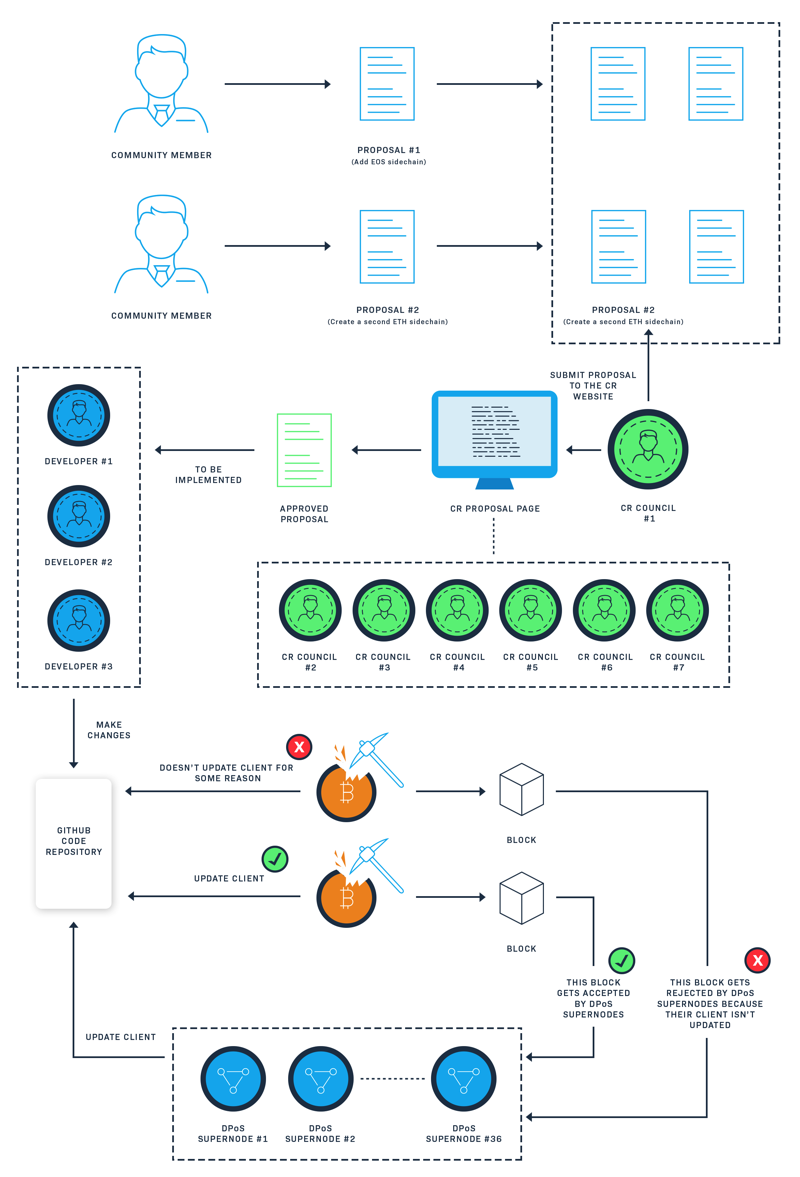 COMMUNITY MEMBER
PROPOSAL #1
(Add EOS sidechain)
COMMUNITY MEMBER
PROPOSAL #2
(Create a second ETH sidechain)
PROPOSAL #2
(Create a second ETH sidechain)
SUBMIT PROPOSAL
TO THE CR
WEBSITE
DEVELOPER #1
DEVELOPER #2
DEVELOPER #3
TO BE
IMPLEMENTED
APPROVED
PROPOSAL
CR PROPOSAL PAGE
CR COUNCIL
#1
CR COUNCIL
#2
CR COUNCIL
#3
CR COUNCIL
#4
CR COUNCIL
#5
CR COUNCIL
#6
CR COUNCIL
#7
MAKE
CHANGES
X
DOESN'T UPDATE CLIENT FOR
SOME REASON
BLOCK
GITHUB
CODE
REPOSITORY
UPDATE CLIENT
BLOCK
THIS BLOCK
GETS ACCEPTED
BY DPoS
SUPERNODES
X
THIS BLOCK GETS
REJECTED BY DPoS
SUPERNODES BECAUSE
THEIR CLIENT ISN'T
UPDATED
UPDATE CLIENT
DPoS
SUPERNODE #1
DPoS
SUPERNODE #2
DPoS
SUPERNODE #36